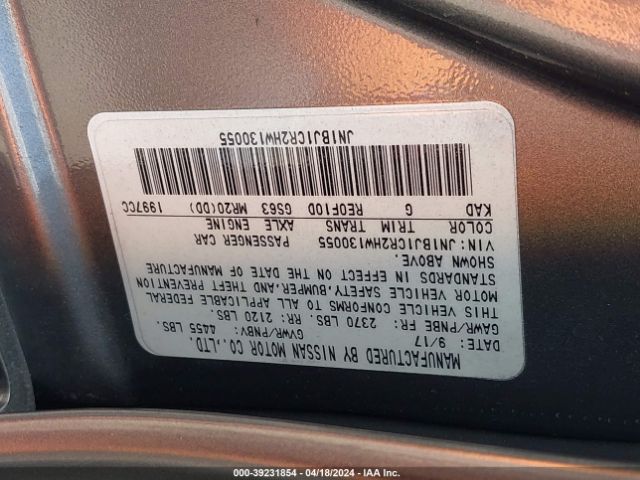 MANUFACTURED BY NISSAN MOTOR CO.,LTD.
DATE: 9/17 GVWR/PNBV: 4455 LBS.
GAWR/PNBE FR: 2370 LBS. RR: 2120 LBS.
THIS VEHICLE CONFORMS TO ALL APPLICABLE FEDERAL
MOTOR VEHICLE SAFETY,BUMPER,AND THEFT PREVENTION
STANDARDS IN EFFECT ON THE DATE OF MANUFACTURE
SHOWN ABOVE.
VIN: JN1BJ1CR2HW130055 PASSENGER CAR
COLOR TRIM TRANS AXLE ENGINE
KAD G RE0F10D GS63 MR20(DD) 1997CC
JN1BJ1CR2HW130055
000-39231854 - 04/18/2024 - IAA Inc.